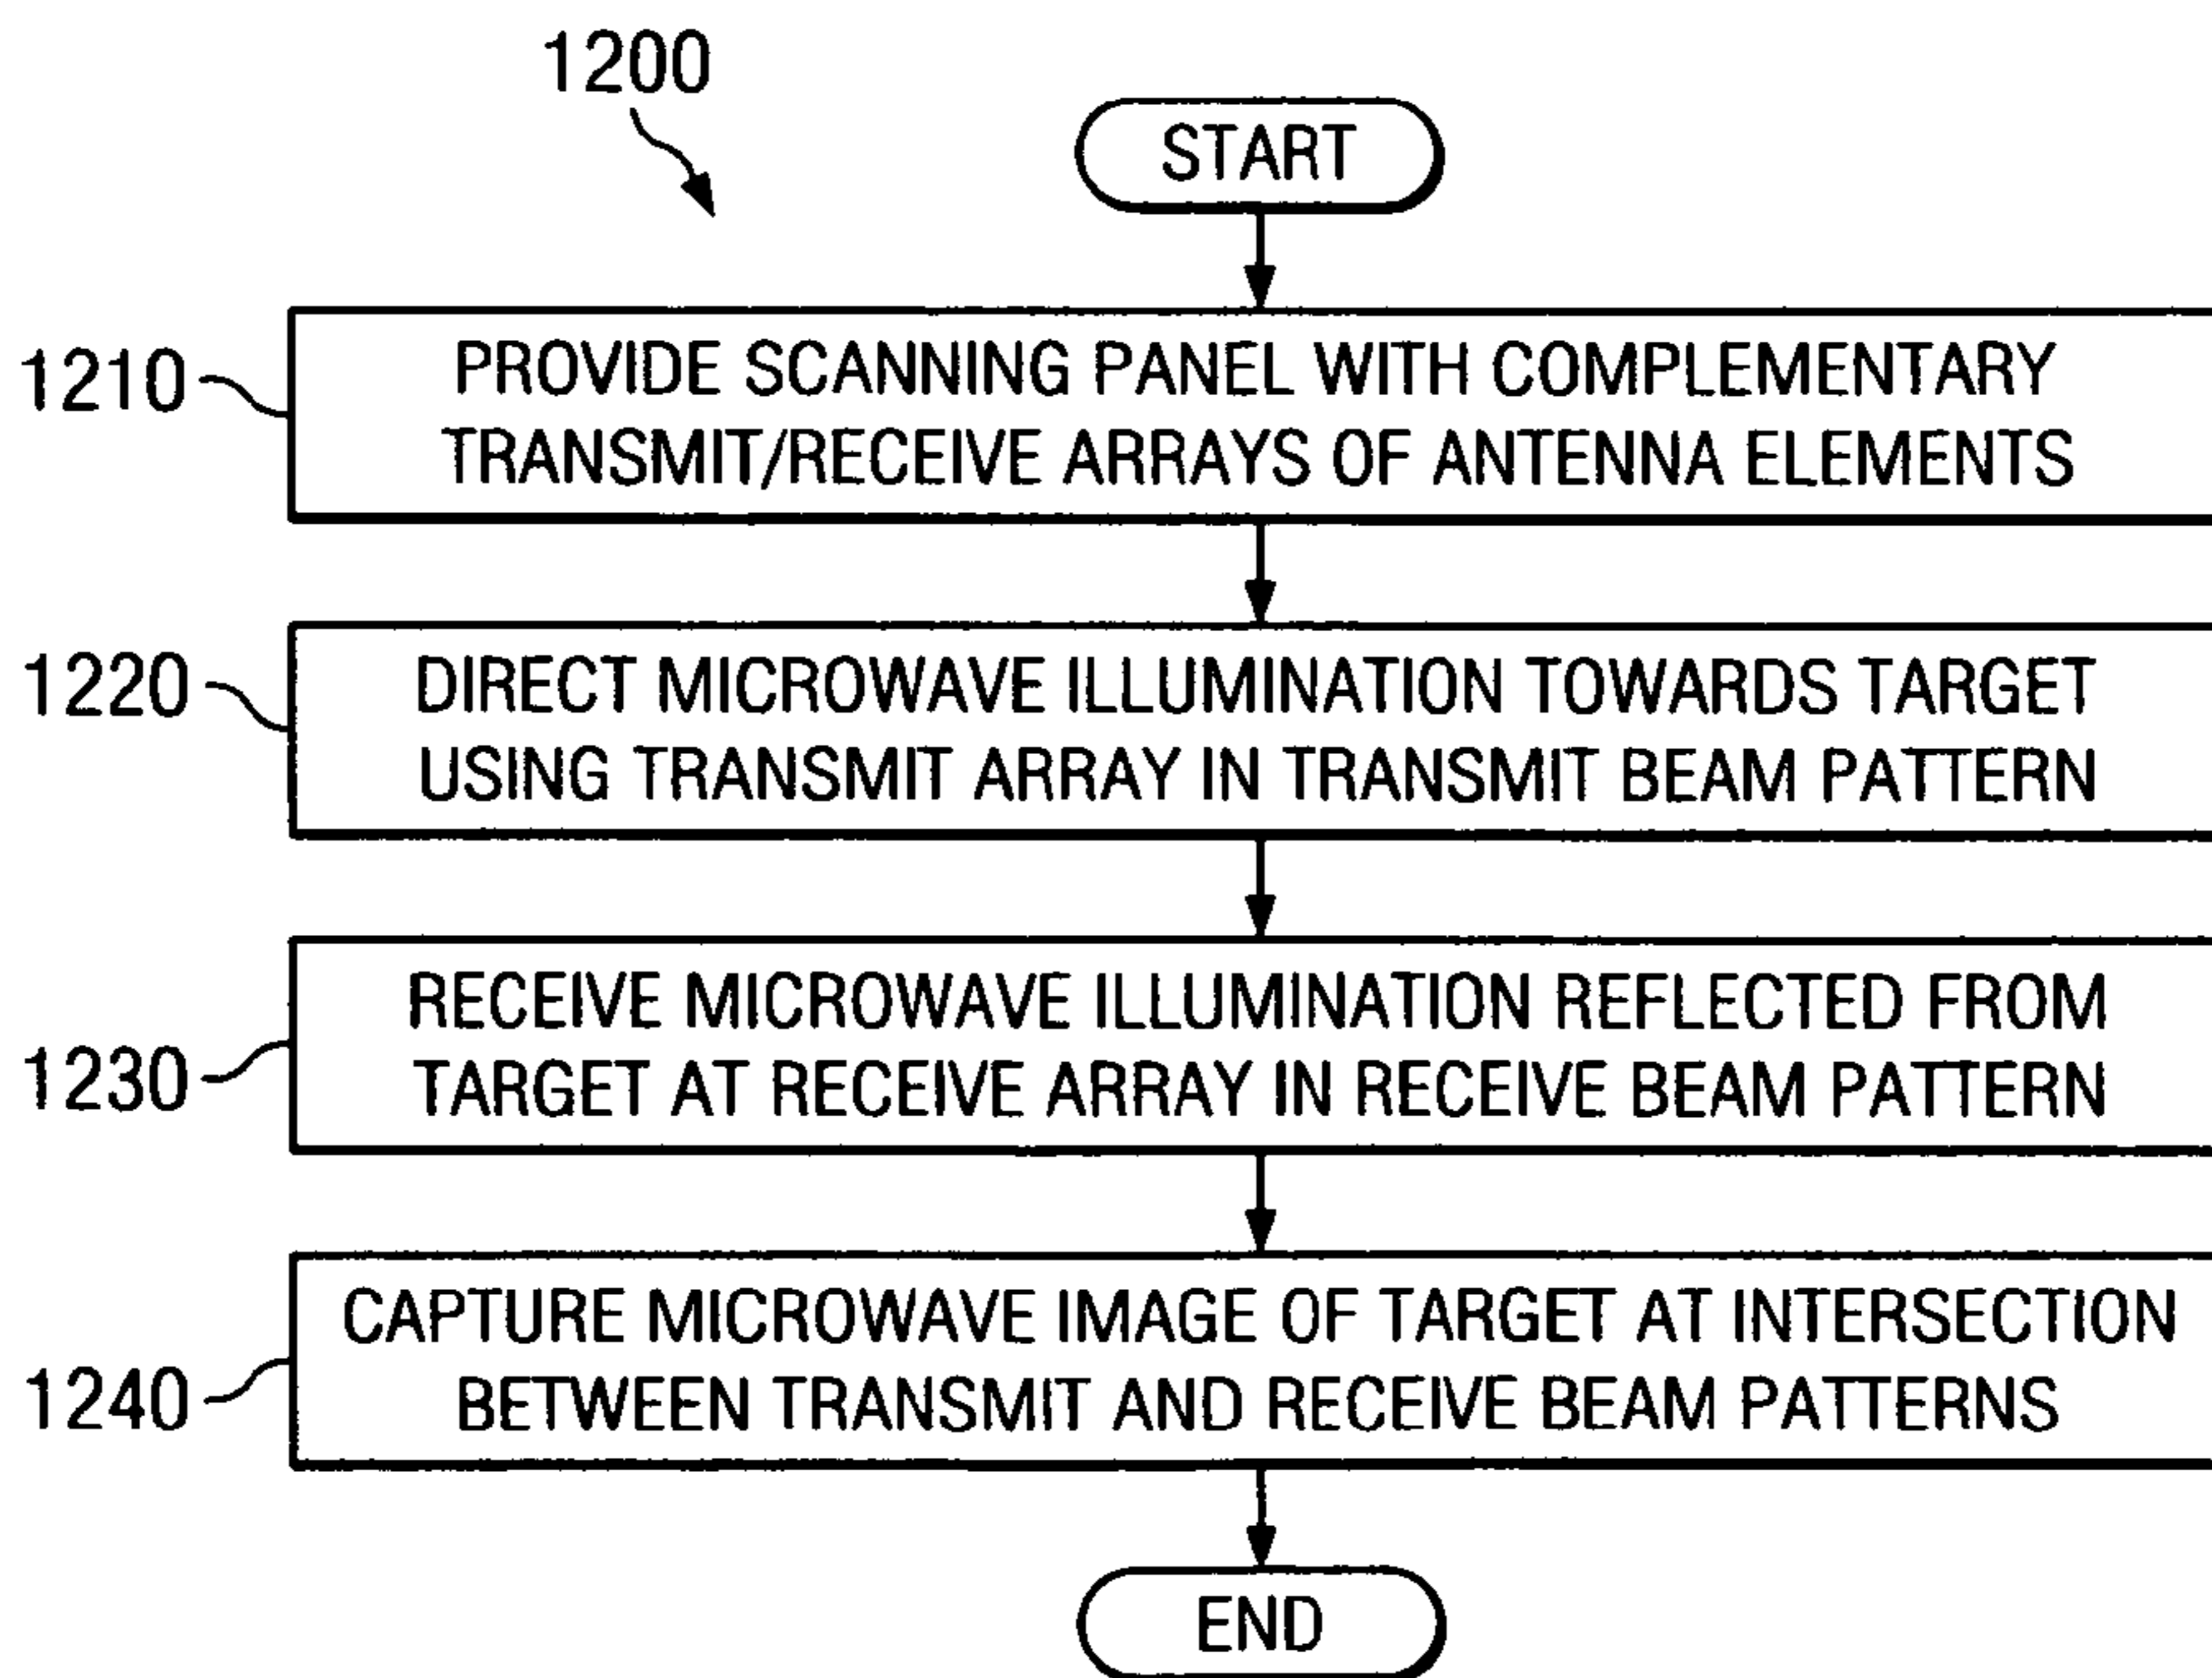 1200
START
1210
PROVIDE SCANNING PANEL WITH COMPLEMENTARY
TRANSMIT/RECEIVE ARRAYS OF ANTENNA ELEMENTS
1220
DIRECT MICROWAVE ILLUMINATION TOWARDS TARGET
USING TRANSMIT ARRAY IN TRANSMIT BEAM PATTERN
1230
RECEIVE MICROWAVE ILLUMINATION REFLECTED FROM
TARGET AT RECEIVE ARRAY IN RECEIVE BEAM PATTERN
1240
CAPTURE MICROWAVE IMAGE OF TARGET AT INTERSECTION
BETWEEN TRANSMIT AND RECEIVE BEAM PATTERNS
END